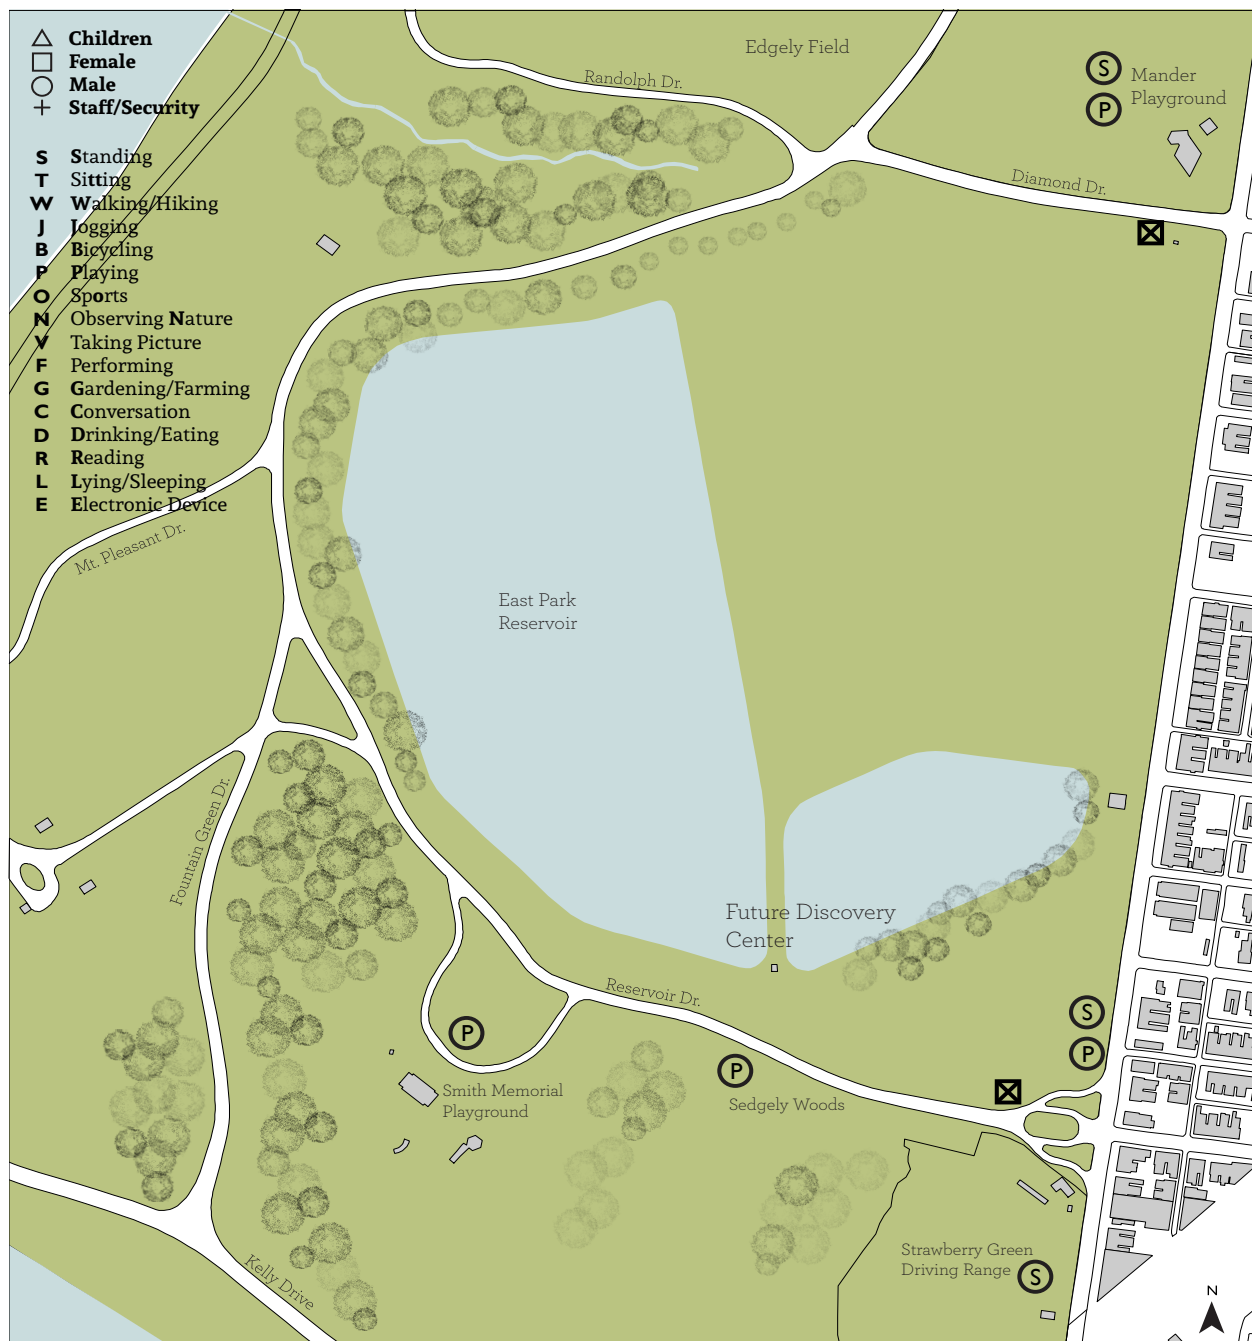 Children
Female
Male
Staff/Security
S Standing
T Sitting
W Walking/Hiking
J Jogging
B Bicycling
P Playing
O Sports
N Observing Nature
V Taking Picture
F Performing
G Gardening/Farming
C Conversation
D Drinking/Eating
R Reading
L Lying/Sleeping
E Electronic Device
Edgely Field
Randolph Dr.
S
P
Mander
Playground
Diamond Dr.
Mt. Pleasant Dr.
East Park
Reservoir
Fountain Green Dr.
Future Discovery
Center
Reservoir Dr.
S
P
P
P
Smith Memorial
Playground
Sedgely Woods
Kelly Drive
Strawberry Green
Driving Range
S
N